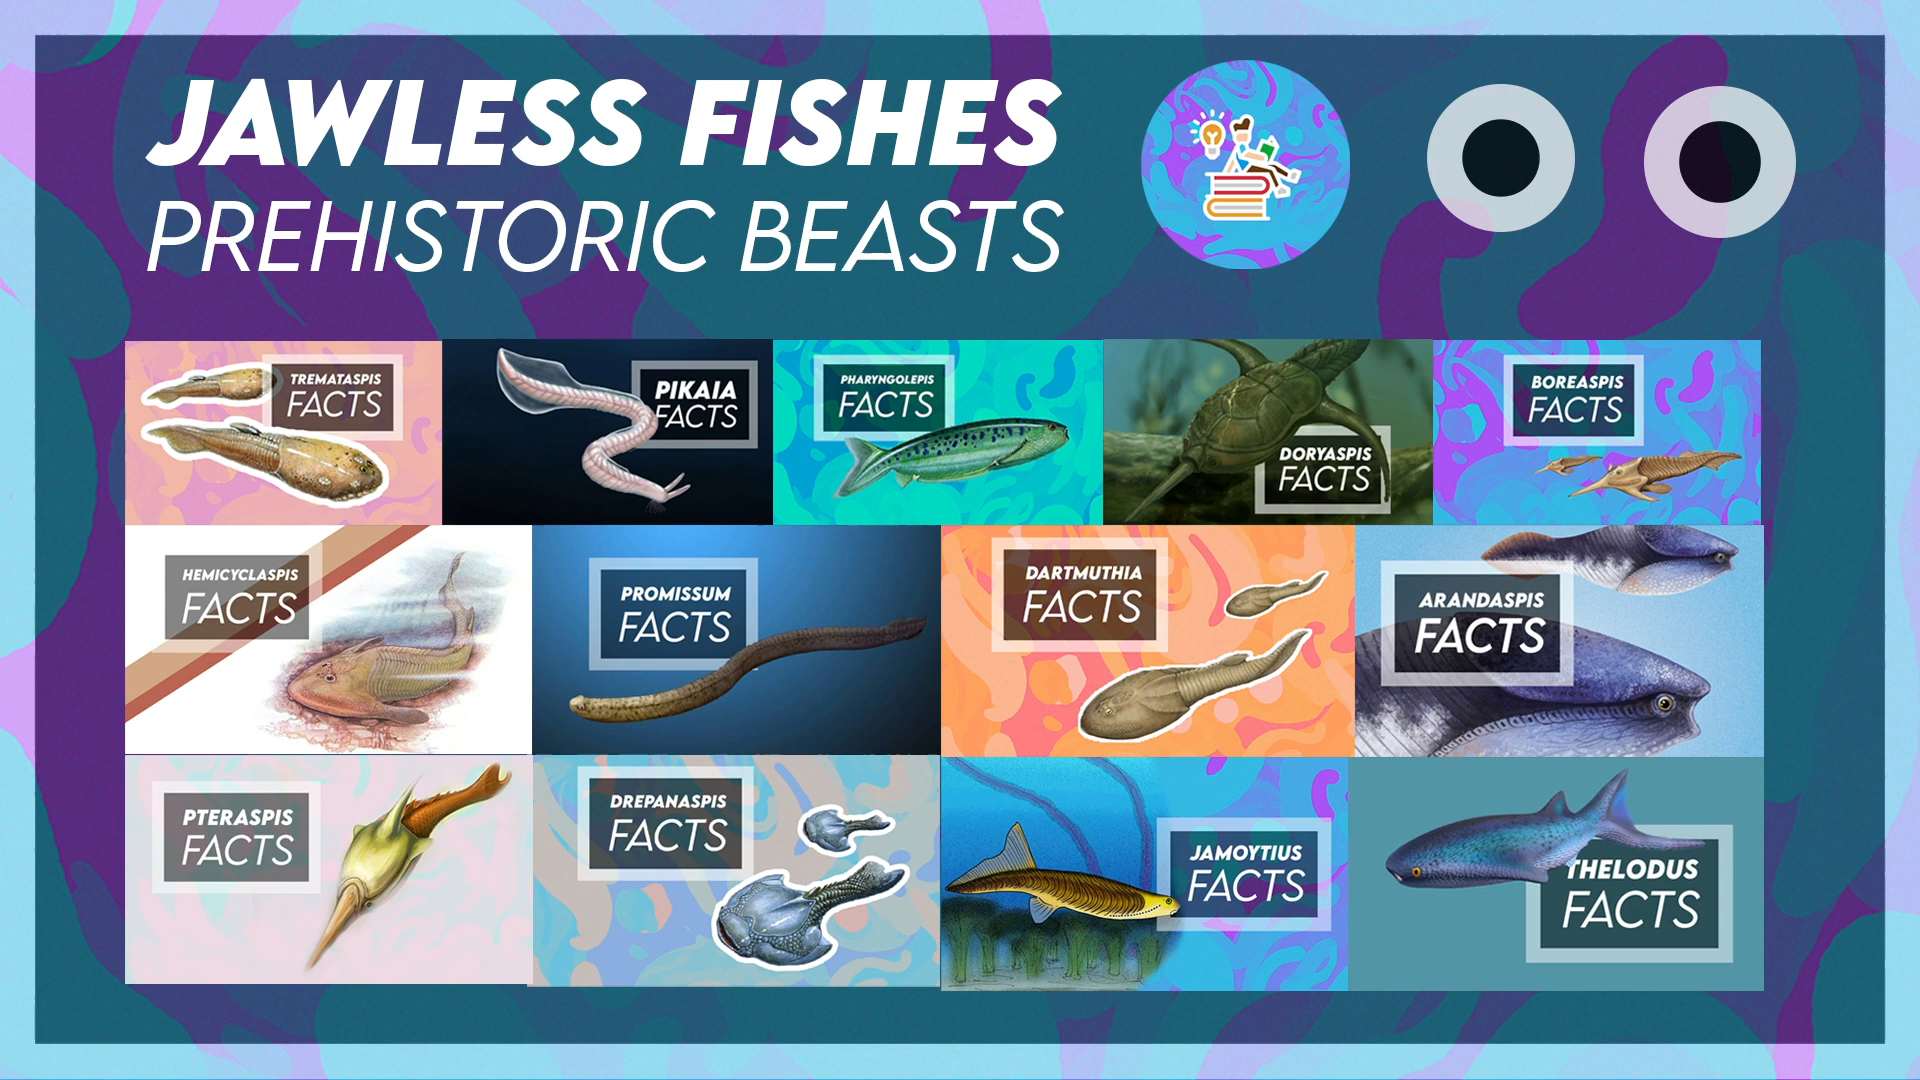 JAWLESS FISHES
PREHISTORIC BEASTS
TREMATASPIS
FACTS
PIKAIA
FACTS
PHARYNGOLEPIS
FACTS
DORYASPIS
FACTS
BOREASPIS
FACTS
HEMICYCLASPIS
FACTS
PROMISSUM
FACTS
DARTMUTHIA
FACTS
ARANDASPIS
FACTS
PTERASPIS
FACTS
DREPANASPIS
FACTS
JAMOYTIUS
FACTS
THELODUS
FACTS